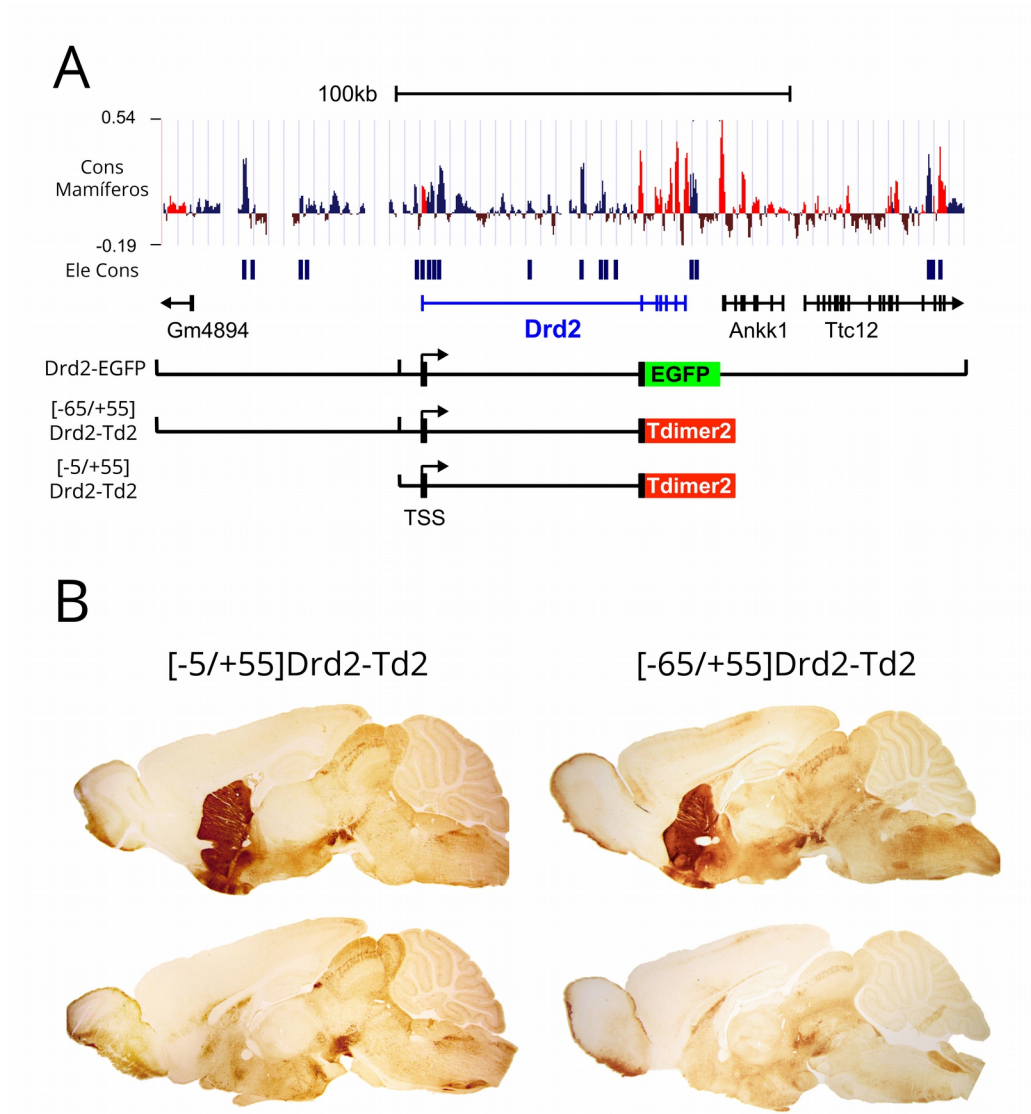 A
100kb
0.54
Cons
Mamíferos
-0.19
Ele Cons
Gm4894
Drd2
Ankk1
Ttc12
Drd2-EGFP
EGFP
[-65/+55]
Drd2-Td2
Tdimer2
[-5/+55]
Drd2-Td2
Tdimer2
TSS
B
[-5/+55]Drd2-Td2
[-65/+55]Drd2-Td2